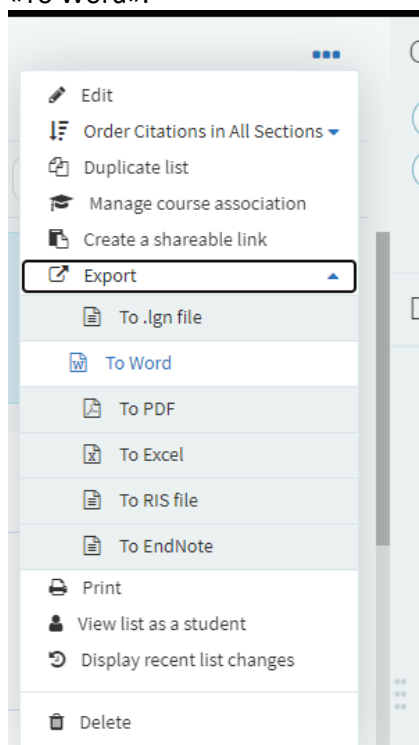 «To Word».
Edit
Order Citations in All Sections
Duplicate list
Manage course association
Create a shareable link
Export
To .lgn file
To Word
To PDF
To Excel
To RIS file
To EndNote
Print
View list as a student
Display recent list changes
Delete